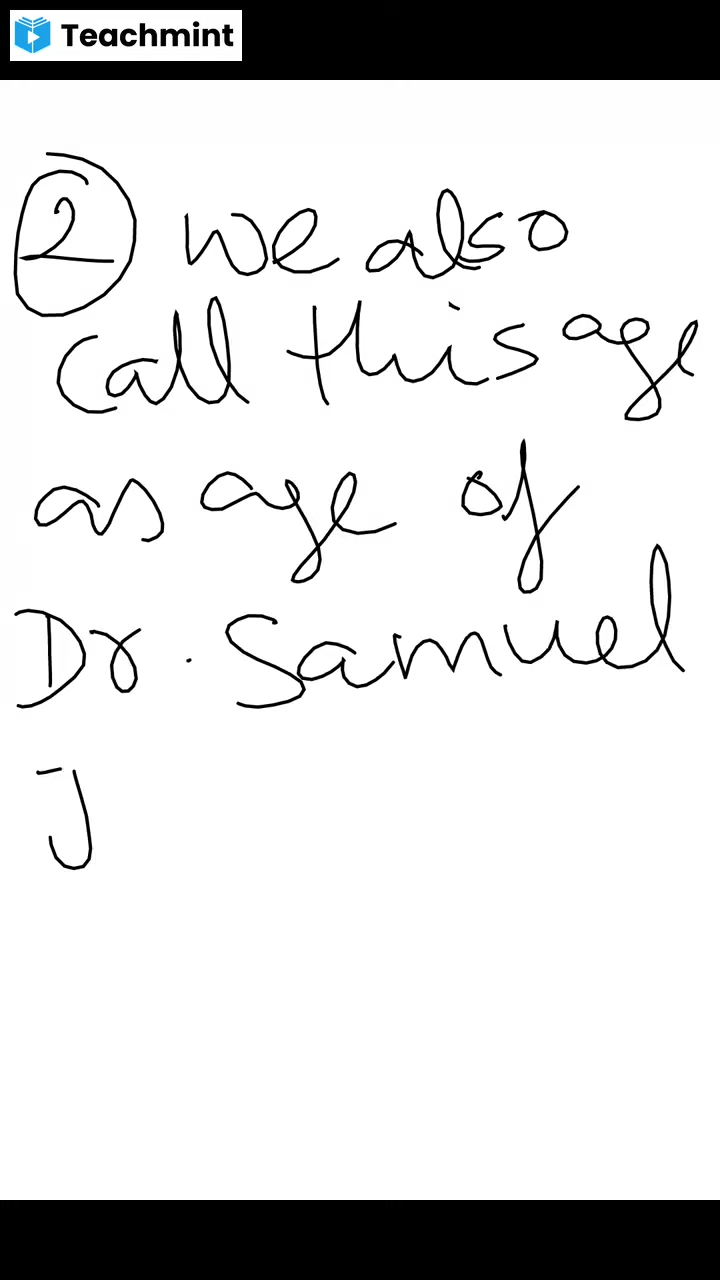 Teachmint
2 we also
call this age
as age of
Dr. Samuel
J